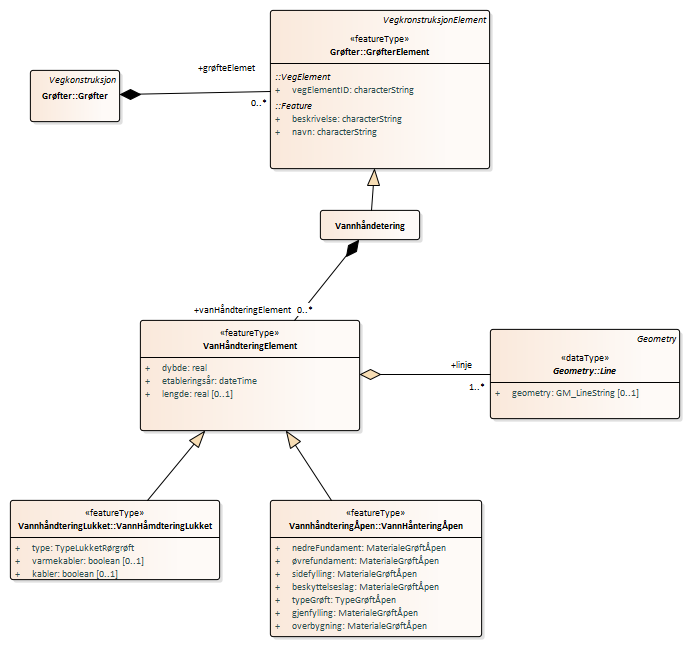 VegkronstruksjonElement
«featureType»
Grøfter::GrøfterElement
::VegElement
+ vegElementID: characterString
::Feature
+ beskrivelse: characterString
+ navn: characterString
Vegkonstruksjon
Grøfter::Grøfter
+grøfteElemet
0..*
Vannhåndetering
+vanHåndteringElement 0..*
«featureType»
VanHåndteringElement
+ dybde: real
+ etableringsår: dateTime
+ lengde: real [0..1]
+linje
1..*
Geometry
«dataType»
Geometry::Line
+ geometry: GM_LineString [0..1]
«featureType»
VannhåndteringLukket::VannHåmdteringLukket
+ type: TypeLukketRørgrøft
+ varmekabler: boolean [0..1]
+ kabler: boolean [0..1]
«featureType»
VannhåndteringÅpen::VannHånteringÅpen
+ nedreFundament: MaterialeGrøftÅpen
+ øvrefundament: MaterialeGrøftÅpen
+ sidefylling: MaterialeGrøftÅpen
+ beskyttelseslag: MaterialeGrøftÅpen
+ typeGrøft: TypeGrøftÅpen
+ gjenfylling: MaterialeGrøftÅpen
+ overbygning: MaterialeGrøftÅpen